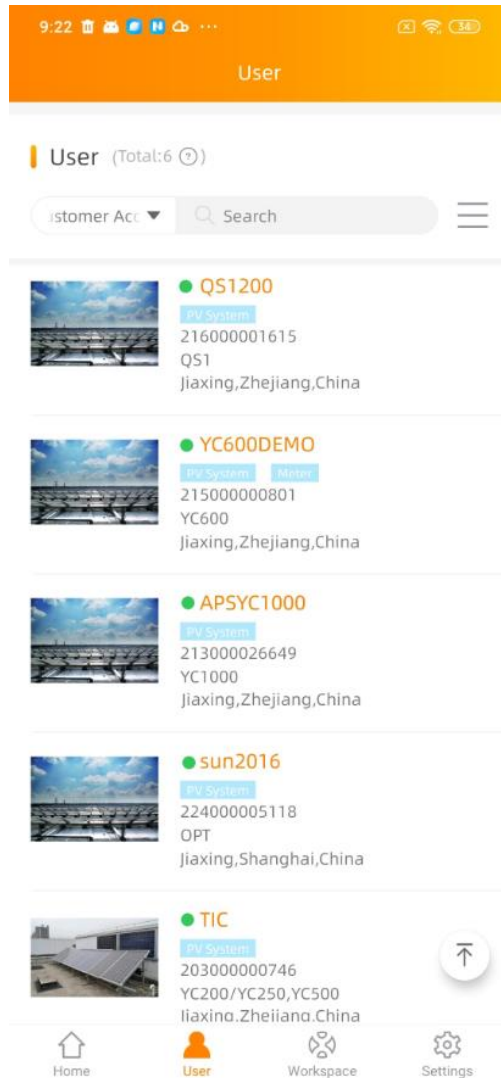 9:22
34
User
User (Total:6 ?)
stomer Acc
Search
QS1200
PV System
216000001615
QS1
Jiaxing,Zhejiang,China
YC600DEMO
PV System Meter
215000000801
YC600
Jiaxing,Zhejiang,China
APSYC1000
PV System
213000026649
YC1000
Jiaxing,Zhejiang,China
sun2016
PV System
224000005118
OPT
Jiaxing,Shanghai,China
TIC
PV System
203000000746
YC200/YC250,YC500
Jiaxing,Zhejiang,China
Home User Workspace Settings